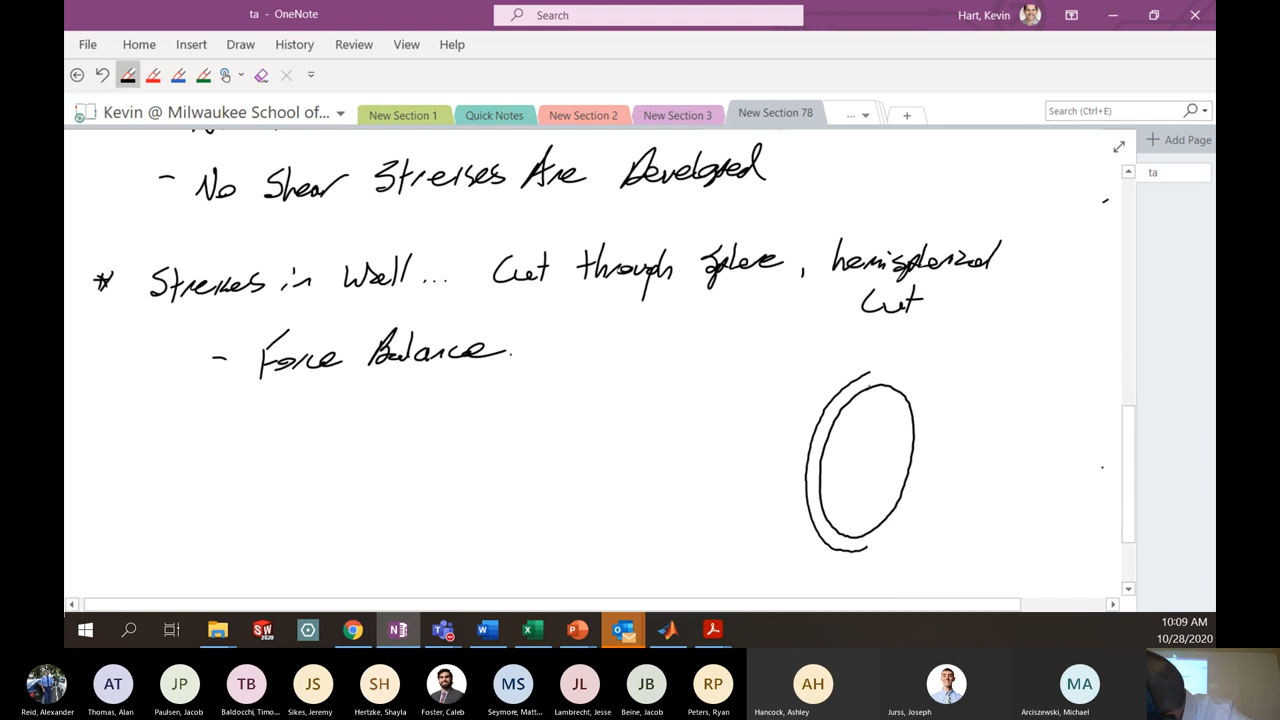 ta - OneNote
Search
Hart, Kevin
File Home Insert Draw History Review View Help
Kevin @ Milwaukee School of...
New Section 1
Quick Notes
New Section 2
New Section 3
New Section 78
...
Search (Ctrl+E)
Add Page
ta
- No Shear Stresses Are Developed
* Stresses in Wall... Cut through Sphere, hemispherical
Cut
- Force Balance.
10:09 AM
10/28/2020
AT JP TB JS SH MS JL JB RP AH MA
Reid, Alexander Thomas, Alan Paulsen, Jacob Baldocchi, Timo... Sikes, Jeremy Hertzke, Shayla Foster, Caleb Seymore, Matt... Lambrecht, Jesse Beine, Jacob Peters, Ryan Hancock, Ashley Jurss, Joseph Arciszewski, Michael